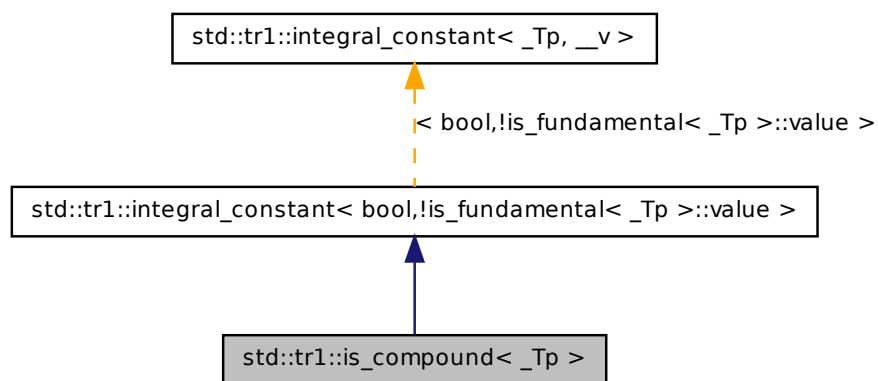 std::tr1::integral_constant< _Tp, __v >
< bool,!is_fundamental< _Tp >::value >
std::tr1::integral_constant< bool,!is_fundamental< _Tp >::value >
std::tr1::is_compound< _Tp >